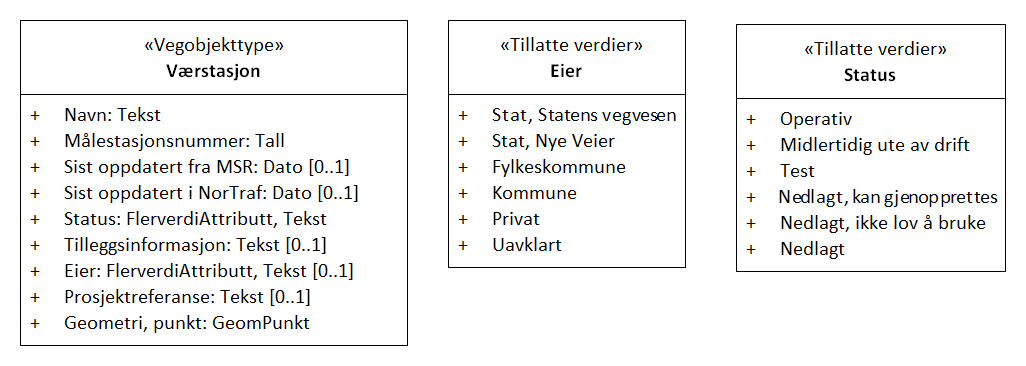 «Vegobjekttype»
Værstasjon
+ Navn: Tekst
+ Målestasjonsnummer: Tall
+ Sist oppdatert fra MSR: Dato [0..1]
+ Sist oppdatert i NorTraf: Dato [0..1]
+ Status: FlerverdiAttributt, Tekst
+ Tilleggsinformasjon: Tekst [0..1]
+ Eier: FlerverdiAttributt, Tekst [0..1]
+ Prosjektreferanse: Tekst [0..1]
+ Geometri, punkt: GeomPunkt
«Tillatte verdier»
Eier
+ Stat, Statens vegvesen
+ Stat, Nye Veier
+ Fylkeskommune
+ Kommune
+ Privat
+ Uavklart
«Tillatte verdier»
Status
+ Operativ
+ Midlertidig ute av drift
+ Test
+ Nedlagt, kan gjenopprettes
+ Nedlagt, ikke lov å bruke
+ Nedlagt